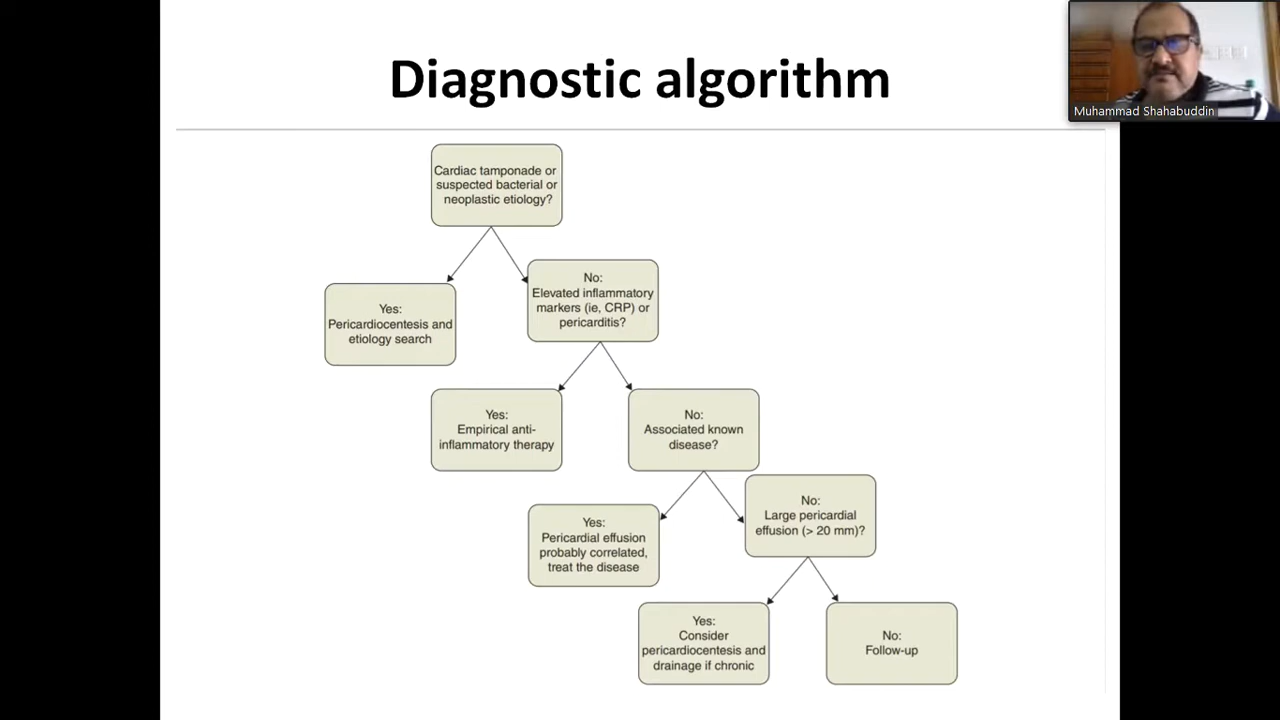 Diagnostic algorithm
Muhammad Shahabuddin
Cardiac tamponade or
suspected bacterial or
neoplastic etiology?
Yes:
Pericardiocentesis and
etiology search
No:
Elevated inflammatory
markers (ie, CRP) or
pericarditis?
Yes:
Empirical anti-
inflammatory therapy
No:
Associated known
disease?
Yes:
Pericardial effusion
probably correlated,
treat the disease
No:
Large pericardial
effusion (> 20 mm)?
Yes:
Consider
pericardiocentesis and
drainage if chronic
No:
Follow-up